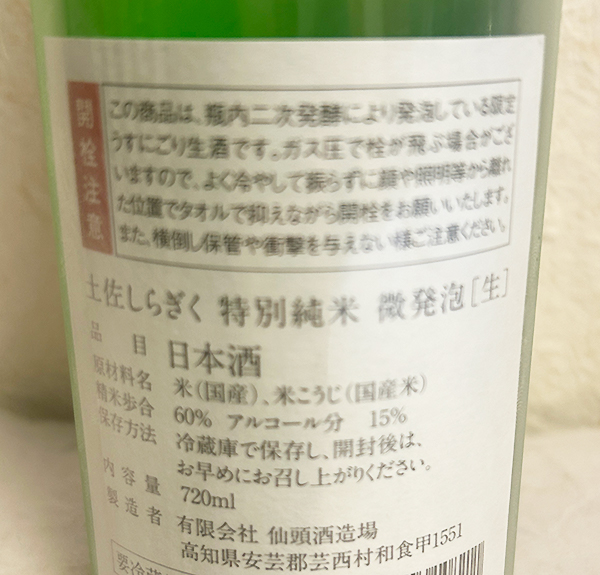 開栓注意
この商品は、瓶内二次発酵により発泡している限定
うすにごり生酒です。ガス圧で栓が飛ぶ場合がござ
いますので、よく冷やして振らずに顔や照明等から離れ
た位置でタオルで抑えながら開栓をお願いいたします。
また、横倒し保管や衝撃を与えない様ご注意ください。
土佐しらぎく 特別純米 微発泡[生]
品目 日本酒
原材料名 米(国産)、米こうじ(国産米)
精米歩合 60% アルコール分 15%
保存方法 冷蔵庫で保存し、開封後は、
お早めにお召し上がりください。
内容量 720ml
製造者 有限会社 仙頭酒造場
高知県安芸郡芸西村和食甲1551
要冷蔵